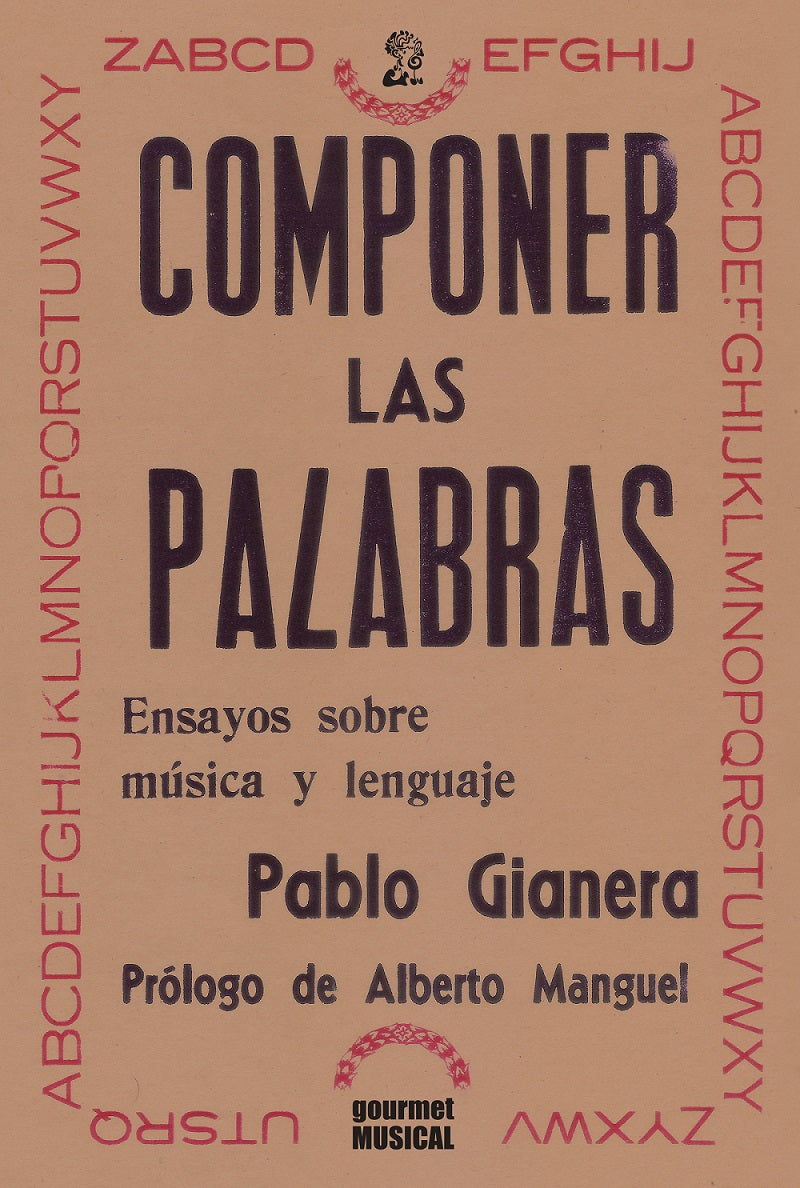 ZABCD EFGHIJ
ABCDEFGHIJKLMNOPQRSTUVWXY
ABCDEFGHIJKLMNOPQRSTUVWXY
COMPONER
LAS
PALABRAS
Ensayos sobre
música y lenguaje
Pablo Gianera
Prólogo de Alberto Manguel
gourmet
MUSICAL
ZYXWV UTSRQ